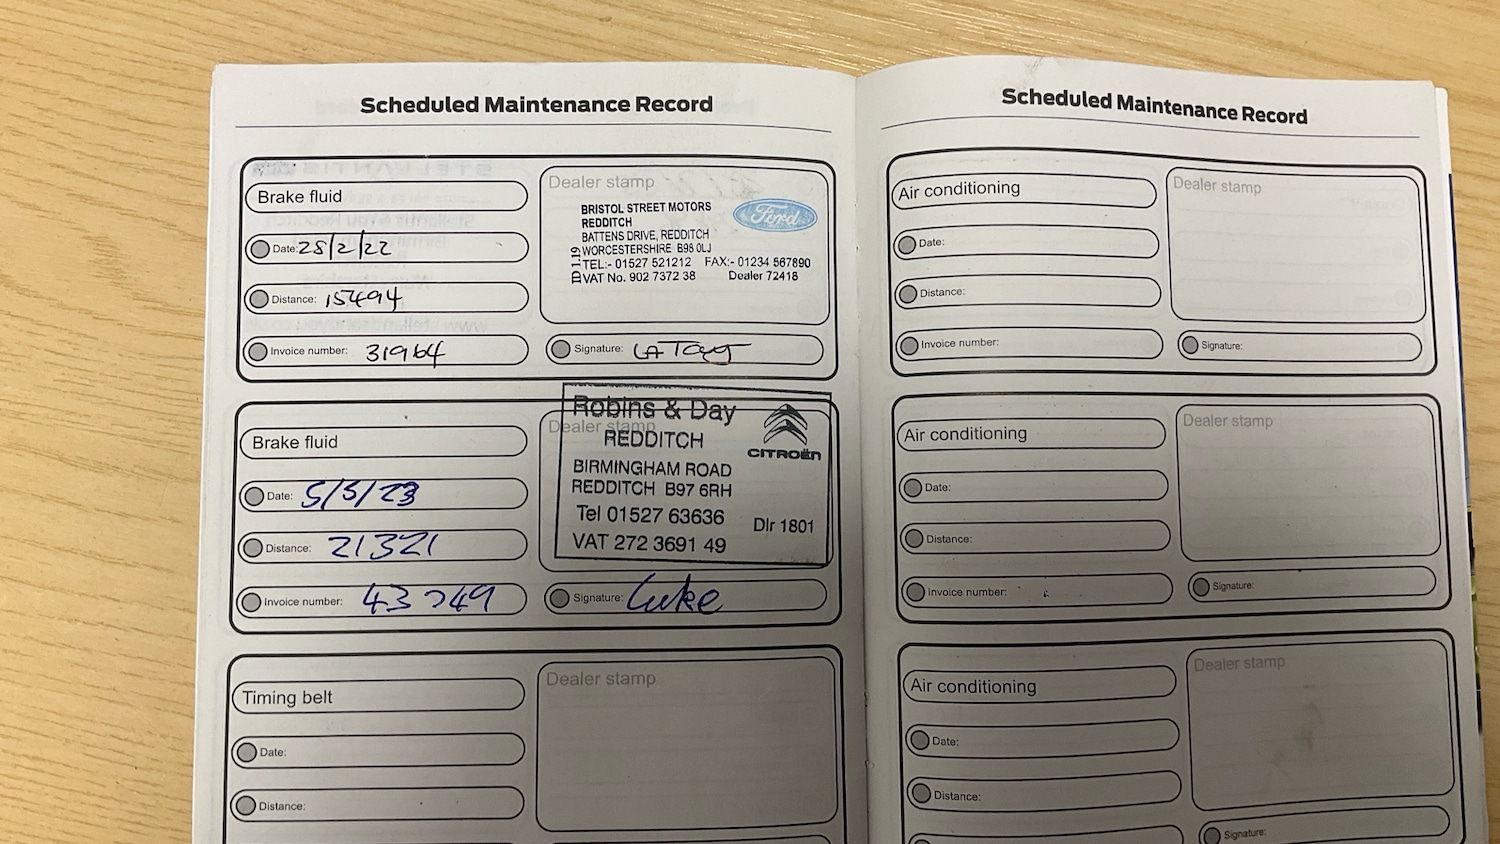 Scheduled Maintenance Record
Brake fluid
Date: 25/2/22
Distance: 15494
Invoice number: 31964
Dealer stamp
BRISTOL STREET MOTORS
REDDITCH
BATTENS DRIVE, REDDITCH
WORCESTERSHIRE B98 0LJ
TEL:- 01527 521212 FAX:- 01234 567890
VAT No. 902 7372 38 Dealer 72418
ID 1.19
Ford
Signature:
Brake fluid
Date: 5/5/23
Distance: 21321
Invoice number: 43749
Dealer stamp
Robins & Day
REDDITCH
BIRMINGHAM ROAD
REDDITCH B97 6RH
Tel 01527 63636
VAT 272 3691 49
CITROËN
Dlr 1801
Signature: Luke
Timing belt
Date:
Distance:
Dealer stamp
Scheduled Maintenance Record
Air conditioning
Date:
Distance:
Invoice number:
Dealer stamp
Signature:
Air conditioning
Date:
Distance:
Invoice number:
Dealer stamp
Signature:
Air conditioning
Date:
Distance:
Dealer stamp
Signature: